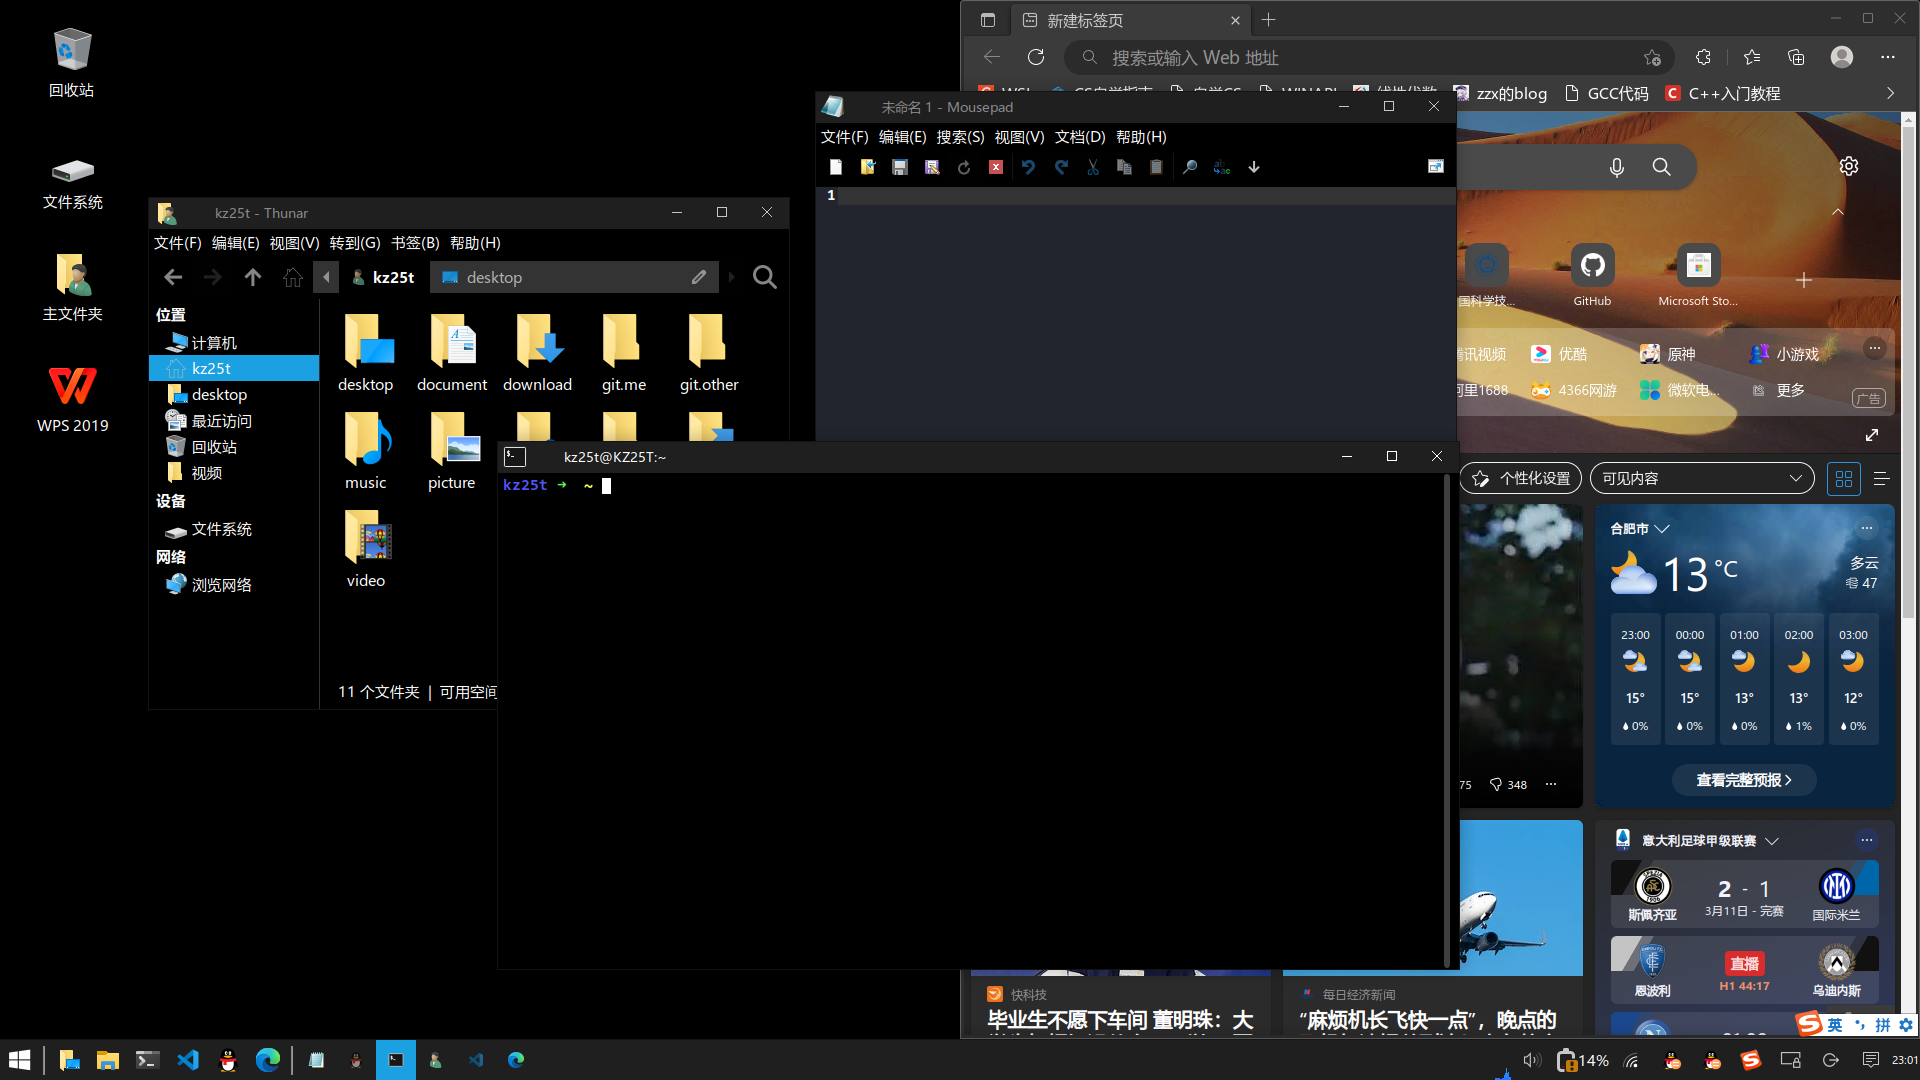 回收站
文件系统
主文件夹
WPS 2019
kz25t - Thunar
文件(F) 编辑(E) 视图(V) 转到(G) 书签(B) 帮助(H)
kz25t
desktop
位置
计算机
kz25t
desktop
最近访问
回收站
视频
设备
文件系统
网络
浏览网络
desktop document download git.me git.other
music picture
video
11 个文件夹 | 可用空间
未命名 1 - Mousepad
文件(F) 编辑(E) 搜索(S) 视图(V) 文档(D) 帮助(H)
1
kz25t@KZ25T:~
kz25t ➜ ~
新建标签页
搜索或输入 Web 地址
zzx的blog GCC代码 C++入门教程
国科学技... GitHub Microsoft Sto...
腾讯视频 优酷 原神 小游戏
阿里1688 4366网游 微软电... 更多
广告
个性化设置 可见内容
75 348
合肥市
13 °C
多云
47
23:00 00:00 01:00 02:00 03:00
15° 15° 13° 13° 12°
0% 0% 0% 1% 0%
查看完整预报
意大利足球甲级联赛
2 - 1
3月11日 - 完赛
斯佩齐亚 国际米兰
直播
H1 44:17
恩波利 乌迪内斯
快科技
毕业生不愿下车间 董明珠：大
每日经济新闻
“麻烦机长飞快一点”，晚点的
英 拼
14%
23:01